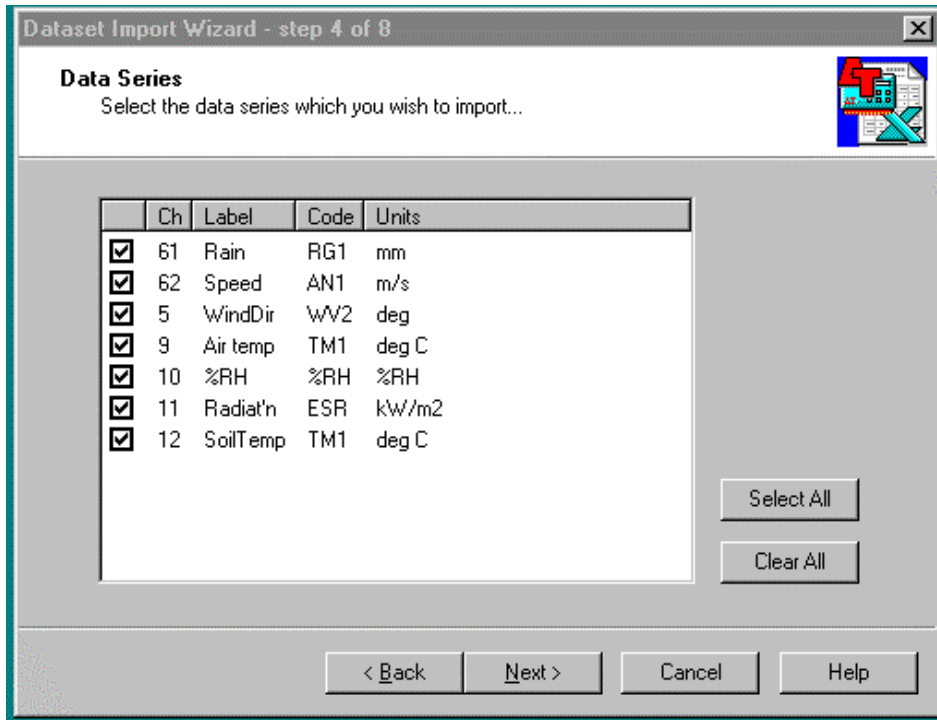 Dataset Import Wizard - step 4 of 8
Data Series
Select the data series which you wish to import...
Ch Label Code Units
61 Rain RG1 mm
62 Speed AN1 m/s
5 WindDir WV2 deg
9 Air temp TM1 deg C
10 %RH %RH %RH
11 Radiat'n ESR kW/m2
12 SoilTemp TM1 deg C
Select All
Clear All
< Back Next > Cancel Help